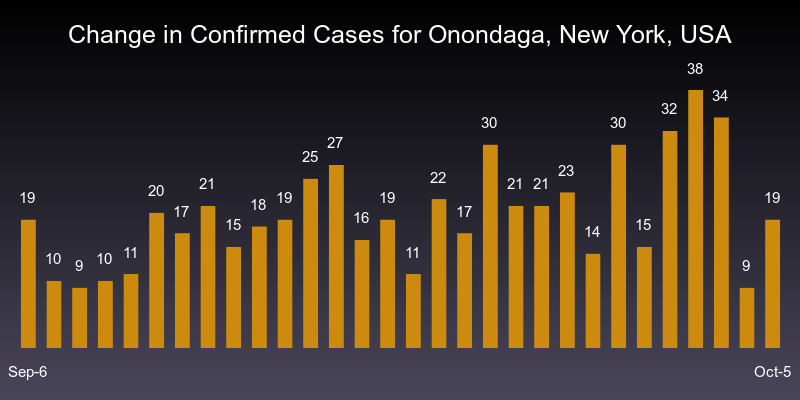 Change in Confirmed Cases for Onondaga, New York, USA
19 10 9 10 11 20 17 21 15 18 19 25 27 16 19 11 22 17 30 21 21 23 14 30 15 32 38 34 9 19
Sep-6 Oct-5